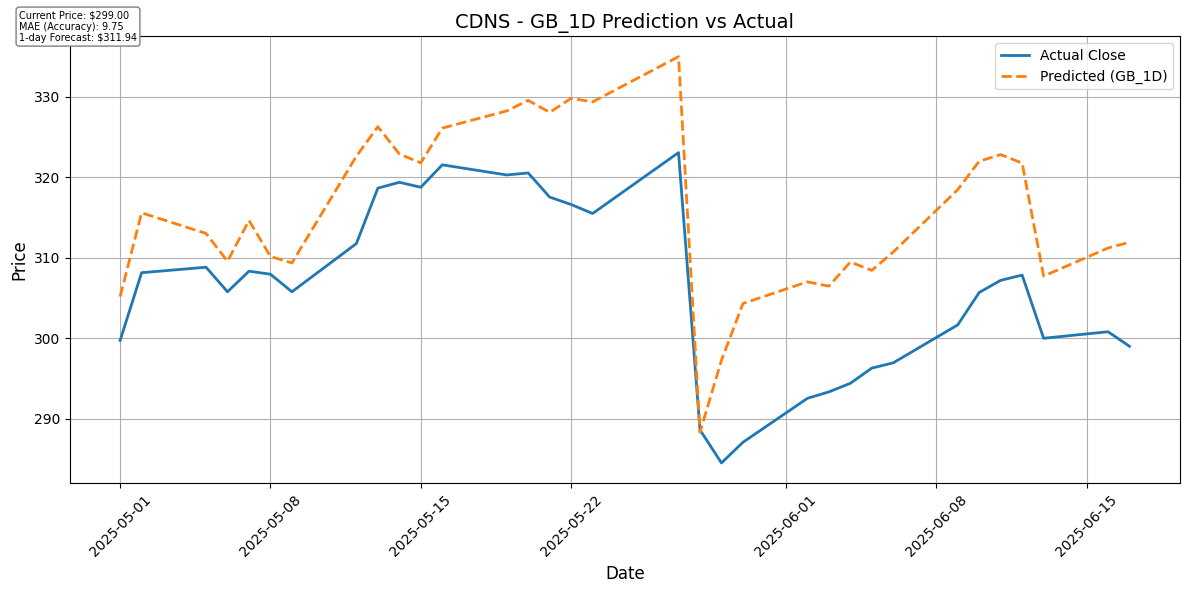 CDNS - GB_1D Prediction vs Actual
Current Price: $299.00
MAE (Accuracy): 9.75
1-day Forecast: $311.94
Actual Close
Predicted (GB_1D)
Price
330
320
310
300
290
2025-05-01
2025-05-08
2025-05-15
2025-05-22
2025-06-01
2025-06-08
2025-06-15
Date